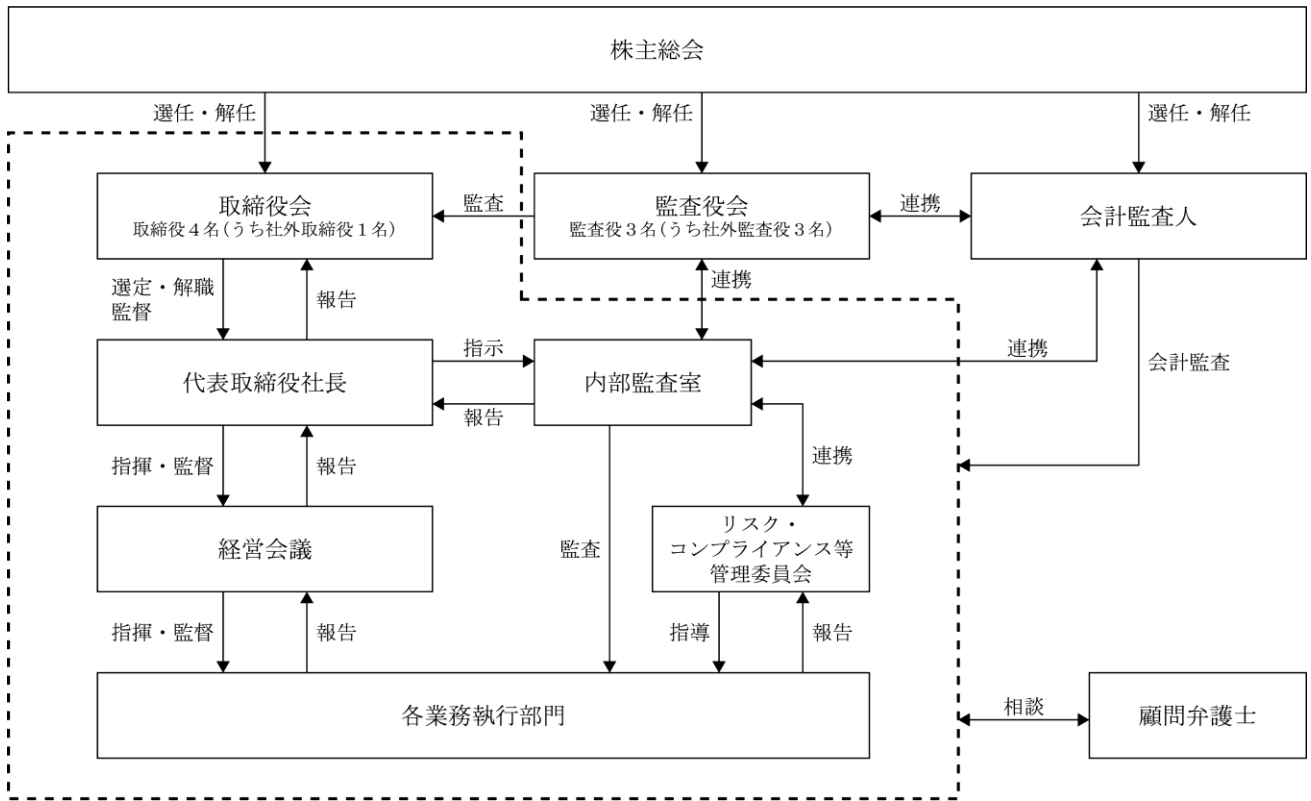 株主総会
選任・解任
選任・解任
選任・解任
取締役会
取締役４名（うち社外取締役１名）
監査
監査役会
監査役３名（うち社外監査役３名）
連携
会計監査人
選定・解職
監督
報告
連携
代表取締役社長
指示
報告
内部監査室
連携
会計監査
指揮・監督
報告
連携
経営会議
監査
リスク・
コンプライアンス等
管理委員会
指揮・監督
報告
指導
報告
各業務執行部門
相談
顧問弁護士